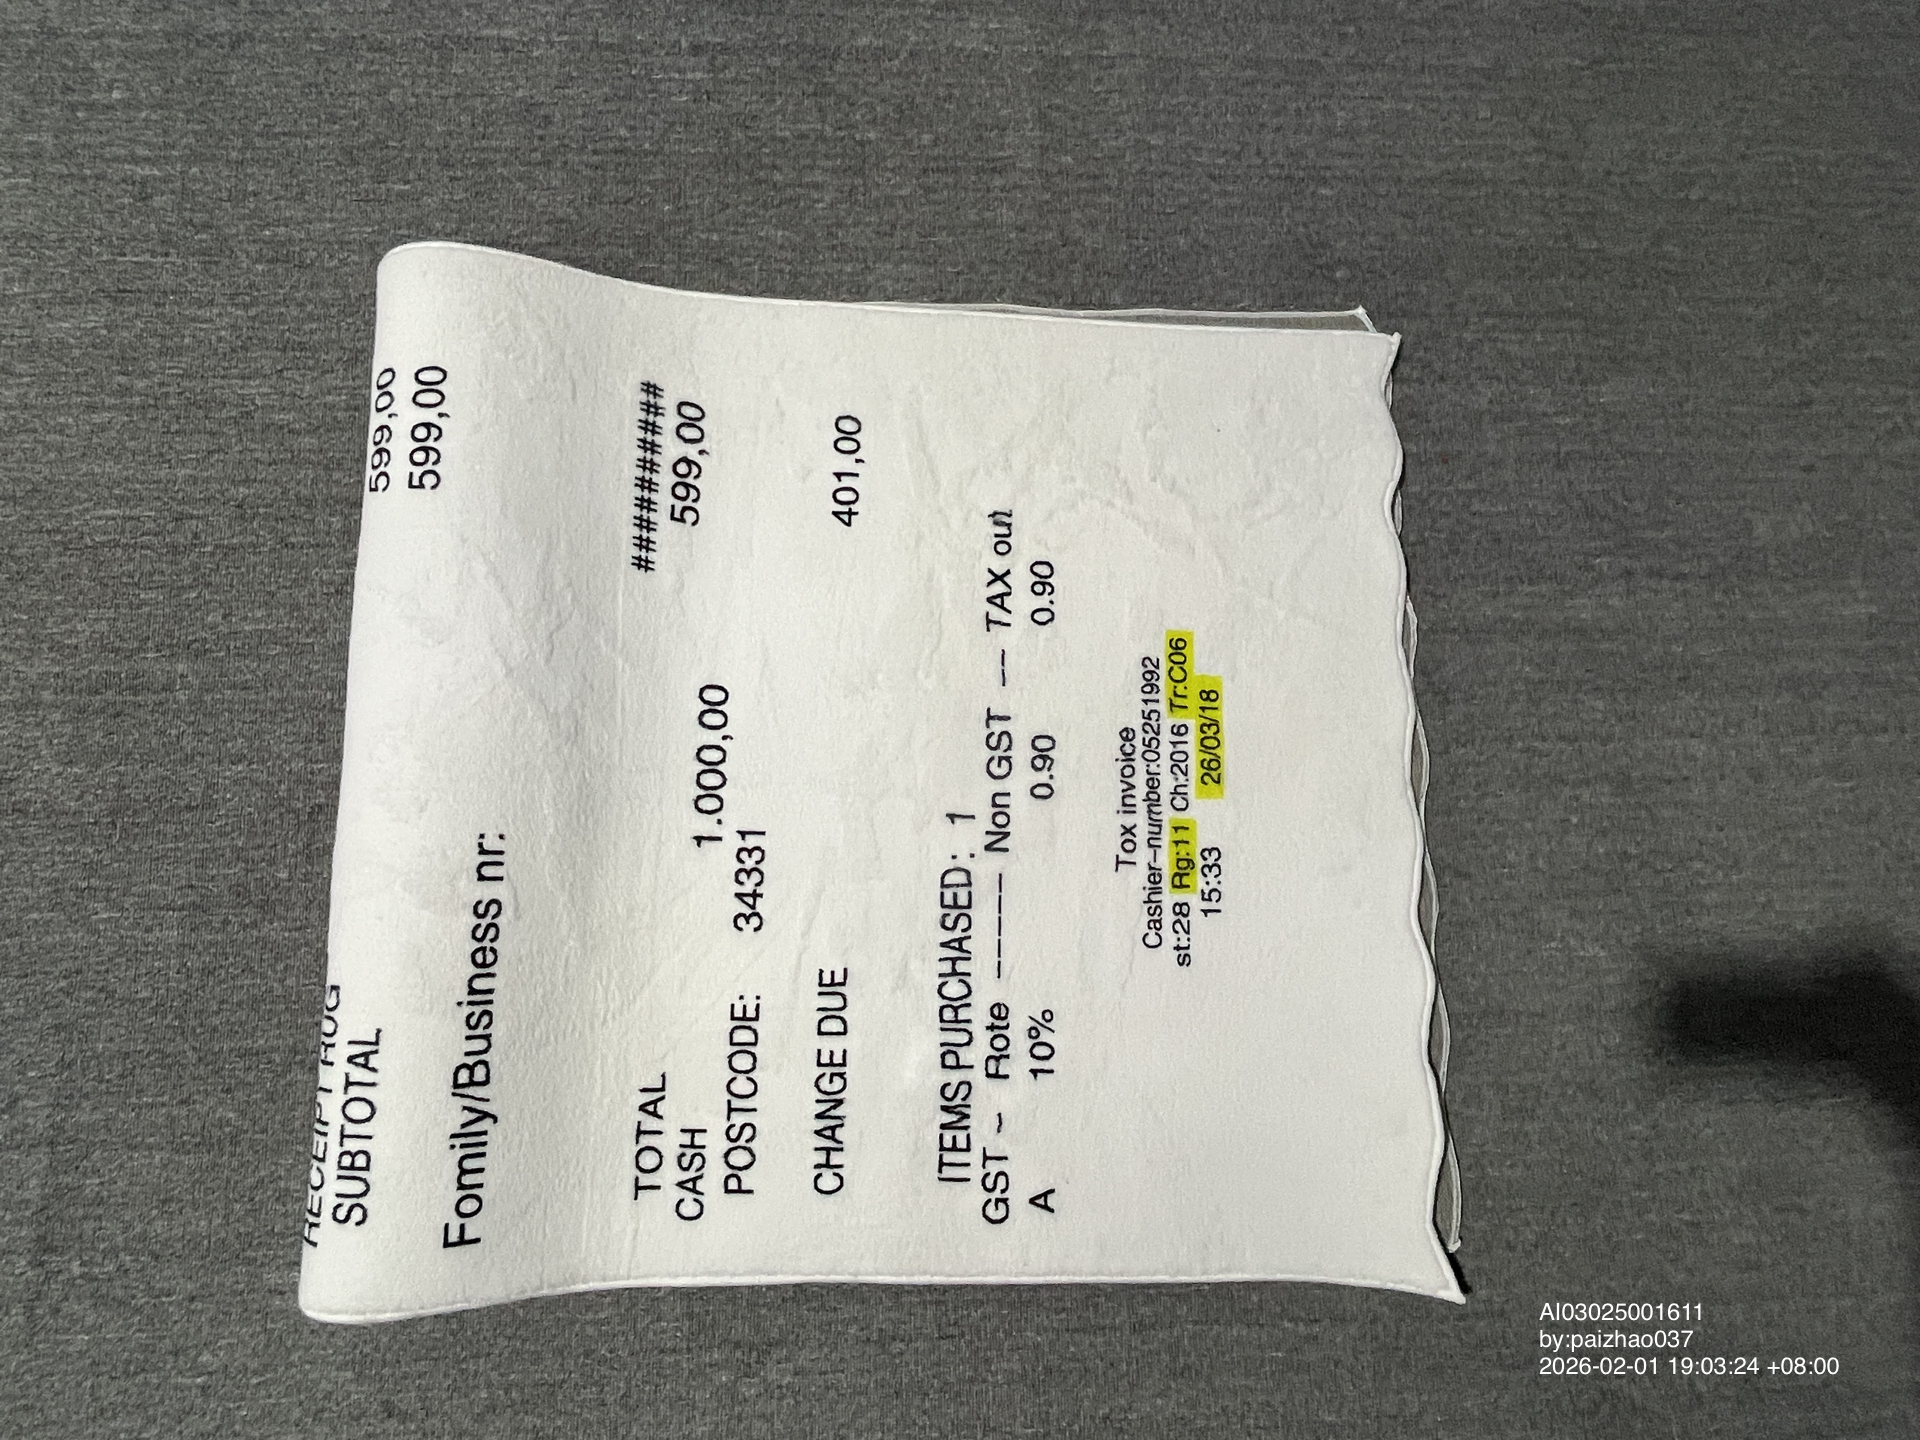 RECEIPT RUG 599,00
SUBTOTAL 599,00
Fomily/Business nr:
##########
TOTAL 599,00
CASH 1.000,00
POSTCODE: 34331
CHANGE DUE 401,00
ITEMS PURCHASED: 1
GST - Rote ----- Non GST -- TAX oun
A 10% 0.90 0.90
Tox invoice
Cashier-number:05251992
st:28 Rg:11 Ch:2016 Tr:C06
15:33 26/03/18
AI03025001611
by:paizhao037
2026-02-01 19:03:24 +08:00